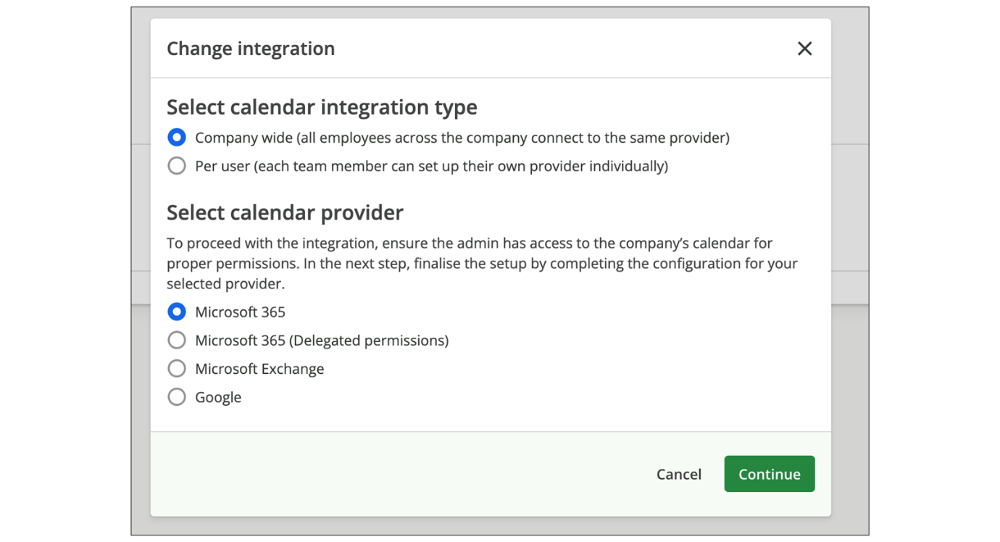 Change integration
Select calendar integration type
Company wide (all employees across the company connect to the same provider)
Per user (each team member can set up their own provider individually)
Select calendar provider
To proceed with the integration, ensure the admin has access to the company’s calendar for
proper permissions. In the next step, finalise the setup by completing the configuration for your
selected provider.
Microsoft 365
Microsoft 365 (Delegated permissions)
Microsoft Exchange
Google
Cancel
Continue